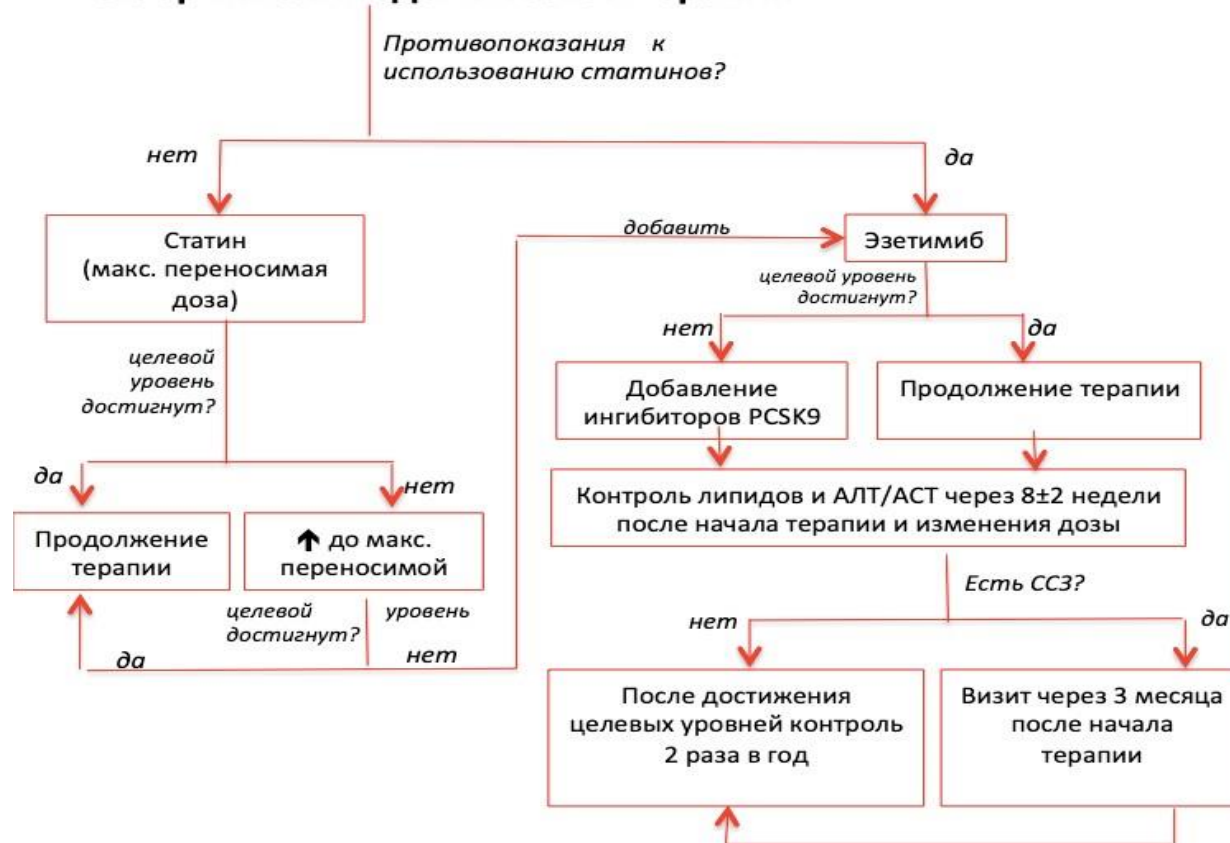 Противопоказания к
использованию статинов?
нет
да
Статин
(макс. переносимая
доза)
добавить
Эзетимиб
целевой уровень
достигнут?
нет
да
целевой
уровень
достигнут?
Добавление
ингибиторов PCSK9
Продолжение терапии
да
нет
Контроль липидов и АЛТ/АСТ через 8±2 недели
после начала терапии и изменения дозы
Продолжение
терапии
↑ до макс.
переносимой
целевой уровень
достигнут?
да
нет
Есть ССЗ?
нет
да
После достижения
целевых уровней контроль
2 раза в год
Визит через 3 месяца
после начала
терапии